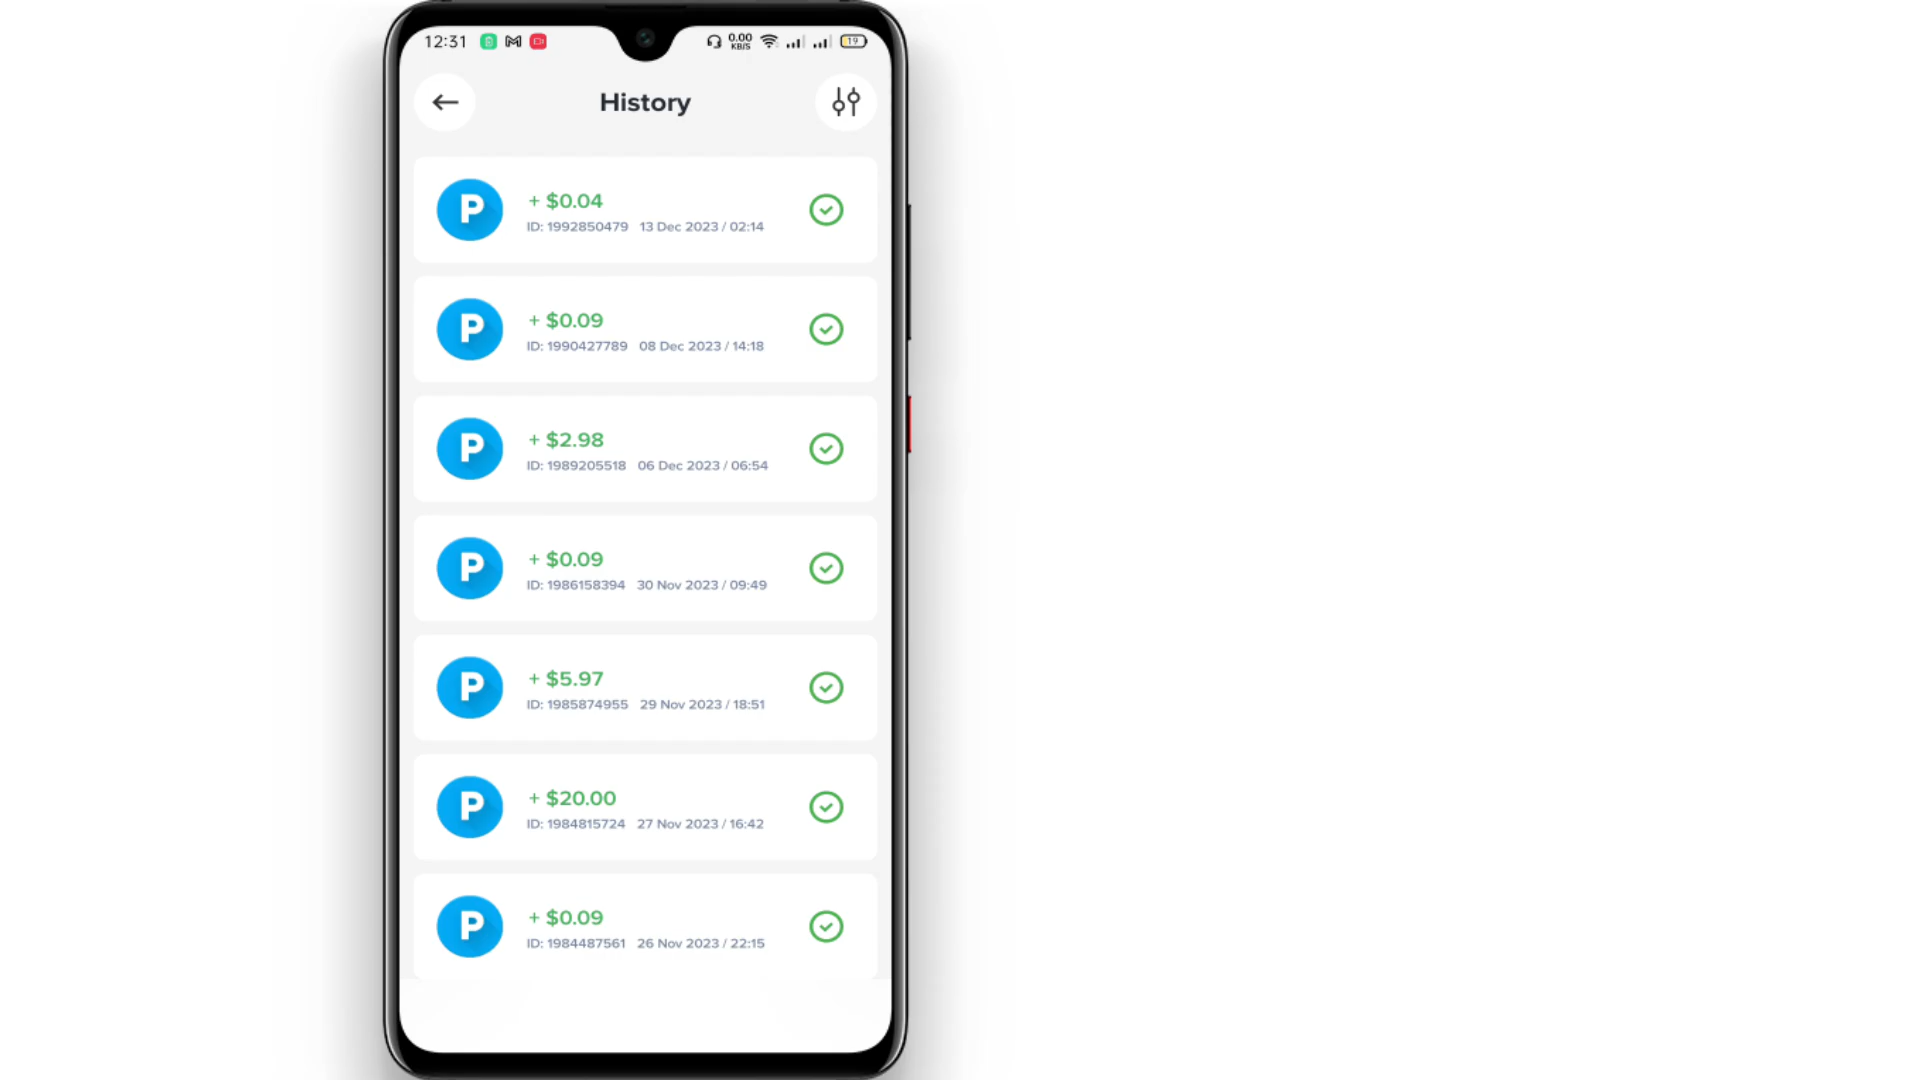 12:31 0.00 KB/S 19
History
P + $0.04
ID: 1992850479 13 Dec 2023 / 02:14
P + $0.09
ID: 1990427789 08 Dec 2023 / 14:18
P + $2.98
ID: 1989205518 06 Dec 2023 / 06:54
P + $0.09
ID: 1986158394 30 Nov 2023 / 09:49
P + $5.97
ID: 1985874955 29 Nov 2023 / 18:51
P + $20.00
ID: 1984815724 27 Nov 2023 / 16:42
P + $0.09
ID: 1984487561 26 Nov 2023 / 22:15